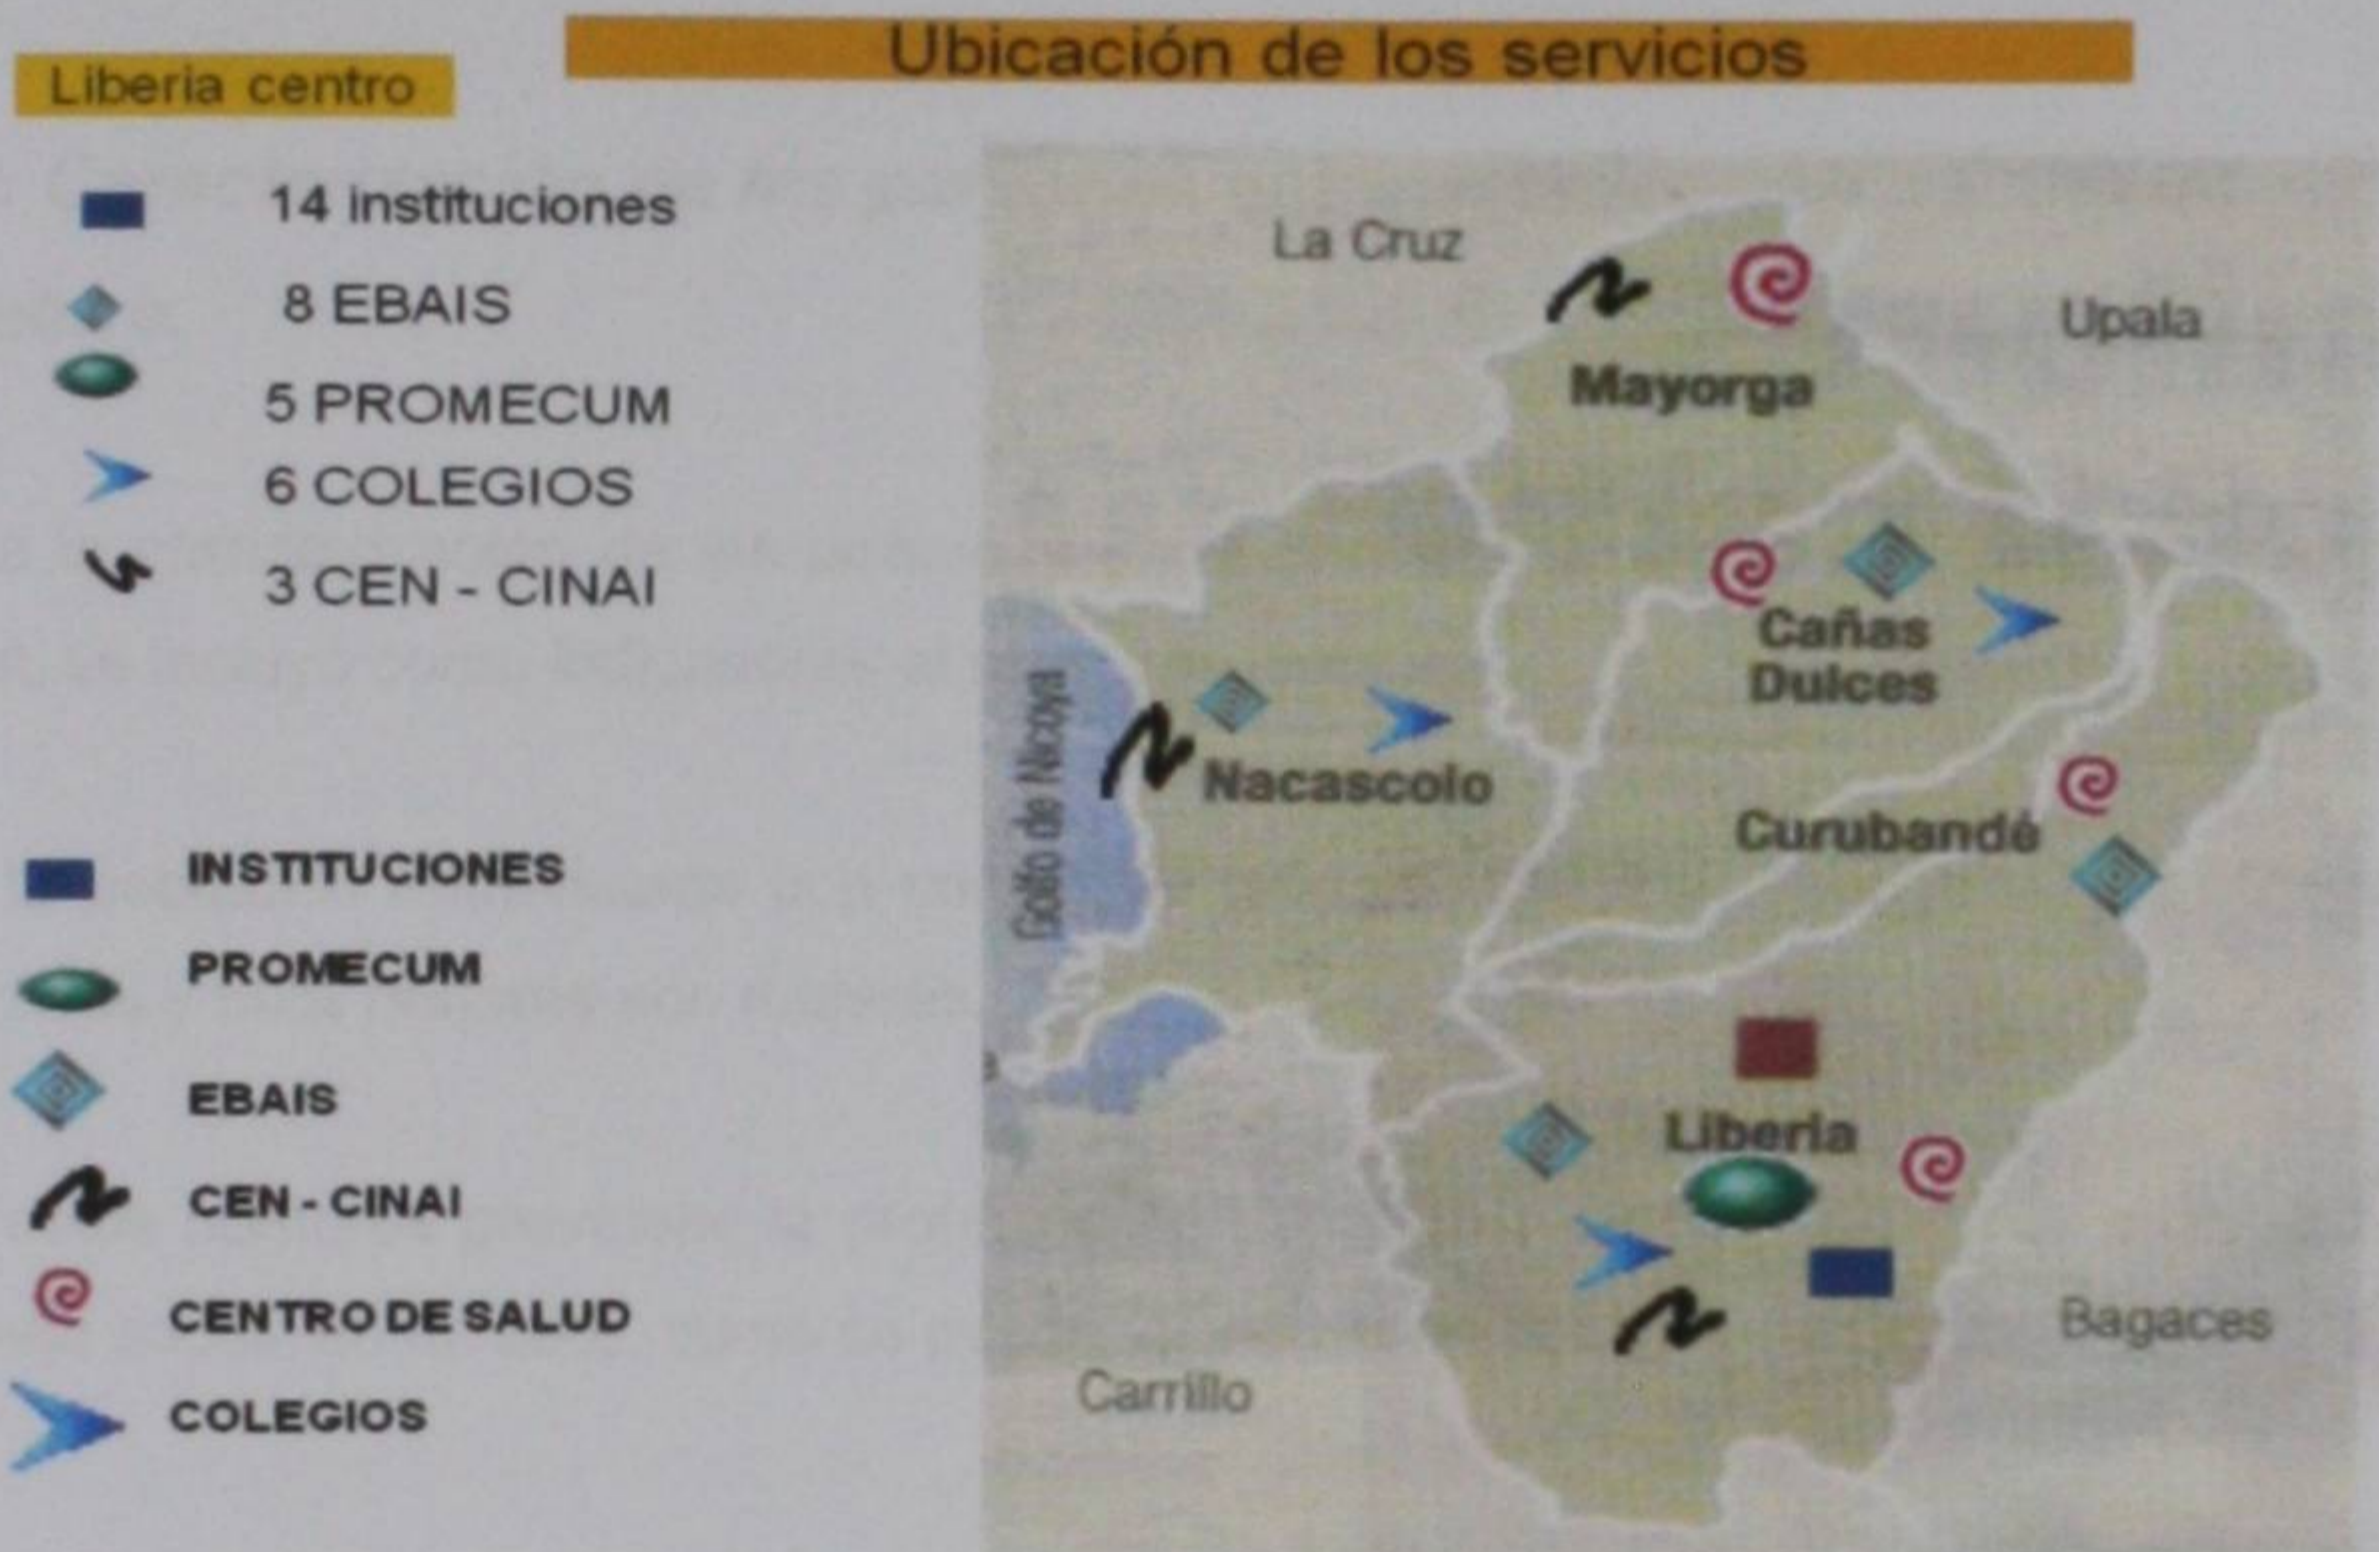 Ubicación de los servicios
Liberia centro
14 instituciones
8 EBAIS
5 PROMECUM
6 COLEGIOS
3 CEN - CINAI
INSTITUCIONES
PROMECUM
EBAIS
CEN - CINAI
CENTRO DE SALUD
COLEGIOS
La Cruz
Upala
Mayorga
Cañas
Dulces
Golfo de Nicoya
Nacascolo
Curubandé
Liberia
Bagaces
Carrillo